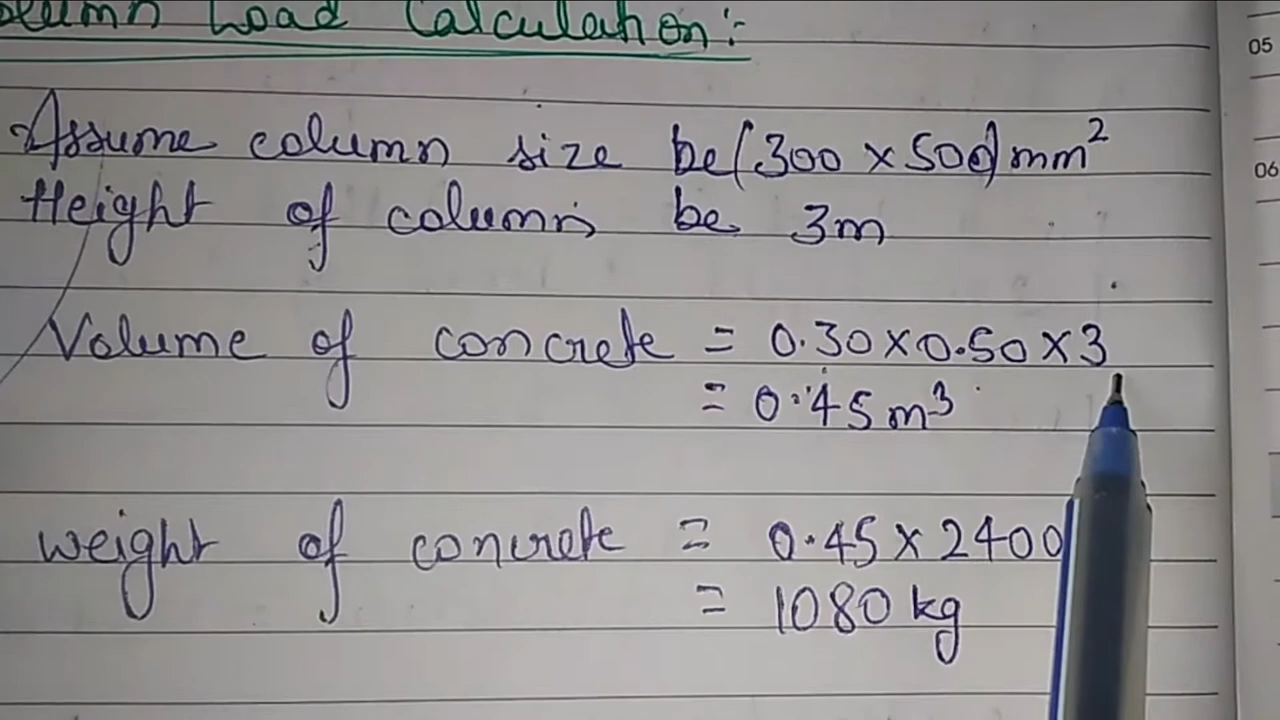 Column Load Calculation:-
05
Assume column size be (300 × 500) mm²
06
Height of column be 3m
Volume of concrete = 0.30 × 0.50 × 3
= 0.45 m³
weight of concrete = 0.45 × 2400
= 1080 kg